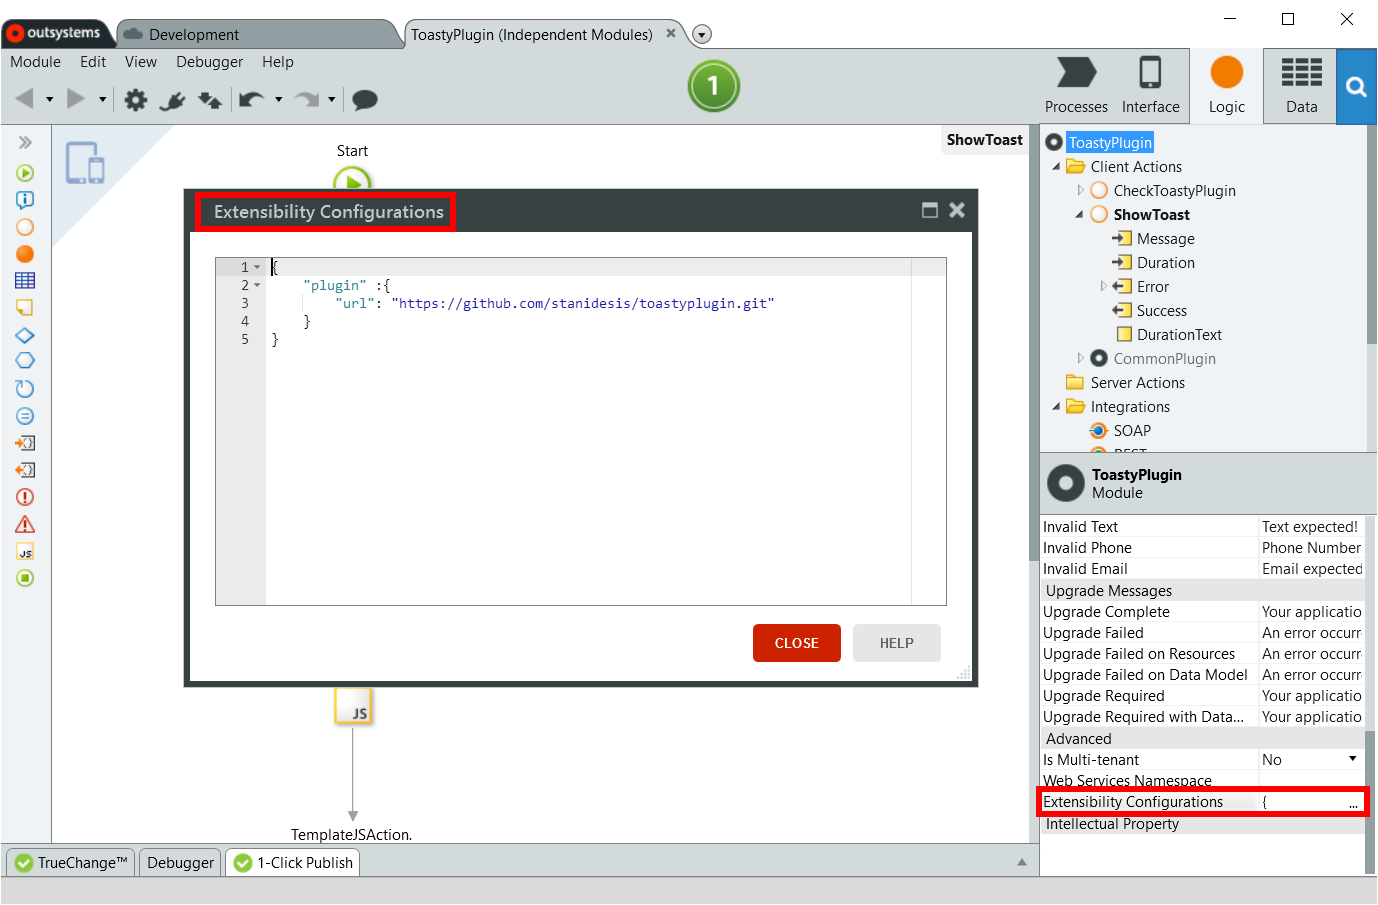 outsystems
Development
ToastyPlugin (Independent Modules)
Module Edit View Debugger Help
1
Processes
Interface
Logic
Data
Start
ShowToast
Extensibility Configurations
1 {
2 "plugin" :{
3 "url": "https://github.com/stanidesis/toastyplugin.git"
4 }
5 }
CLOSE
HELP
JS
JS
TemplateJSAction.
ToastyPlugin
Client Actions
CheckToastyPlugin
ShowToast
Message
Duration
Error
Success
DurationText
CommonPlugin
Server Actions
Integrations
SOAP
REST
ToastyPlugin
Module
Invalid Text Text expected!
Invalid Phone Phone Number
Invalid Email Email expected
Upgrade Messages
Upgrade Complete Your applicatio
Upgrade Failed An error occurr
Upgrade Failed on Resources An error occurr
Upgrade Failed on Data Model An error occurr
Upgrade Required Your applicatio
Upgrade Required with Data... Your applicatio
Advanced
Is Multi-tenant No
Web Services Namespace
Extensibility Configurations { ...
Intellectual Property
TrueChange™
Debugger
1-Click Publish